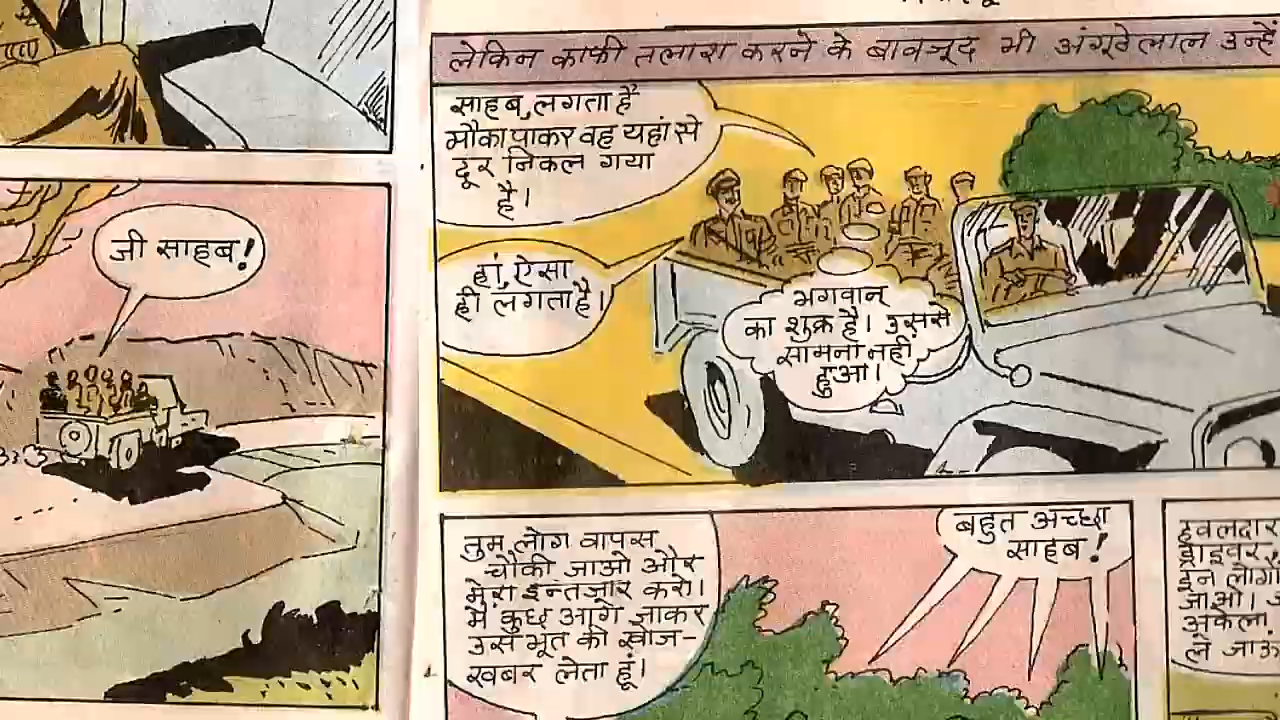 जी साहब!
लेकिन काफी तलाश करने के बावजूद भी अंगूठेलाल उन्हें
साहब, लगता है
मौका पाकर वह यहां से
दूर निकल गया
है।
हां, ऐसा
ही लगता है।
भगवान
का शुक्र है। उससे
सामना नहीं
हुआ।
तुम लोग वापस
चौकी जाओ और
मेरा इन्तजार करो।
मैं कुछ आगे जाकर
उस भूत की खोज-
खबर लेता हूं।
बहुत अच्छा
साहब!
हवलदार
ड्राइवर
इन लोगों
जाओ।
अकेला
ले जाऊं